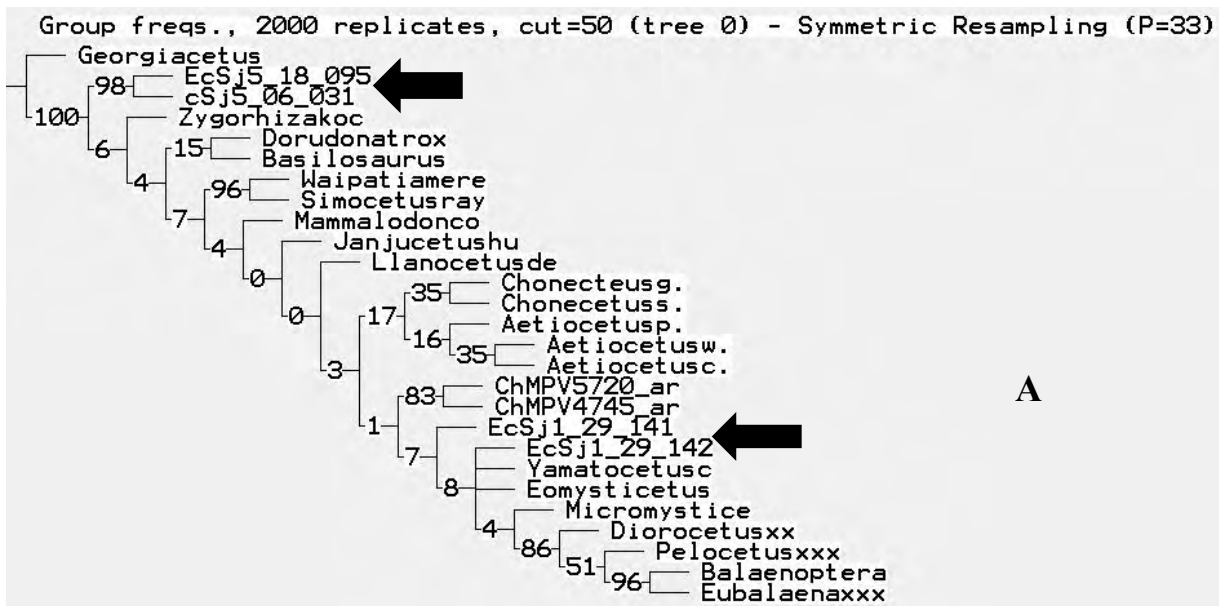 Group freqs., 2000 replicates, cut=50 (tree 0) - Symmetric Resampling (P=33)
Georgiacetus
EcSj5_18_095
98
cSj5_06_031
100
Zygorhizakoc
Dorudonatrox
6
15
Basilosaurus
Waipatiamere
4
96
Simocetusray
7
Mammalodonco
Janjucetushu
4
Llanocetusde
0
Chonecteusg.
35
Chonecetuss.
0
17
Aetiocetusp.
16
Aetiocetusw.
35
3
Aetiocetusc.
ChMPV5720_ar
83
A
ChMPV4745_ar
1
EcSj1_29_141
EcSj1_29_142
7
Yamatocetusc
8
Eomysticetus
Micromystice
4
Diorocetusxx
86
Pelocetusxxx
51
Balaenoptera
96
Eubalaenaxxx